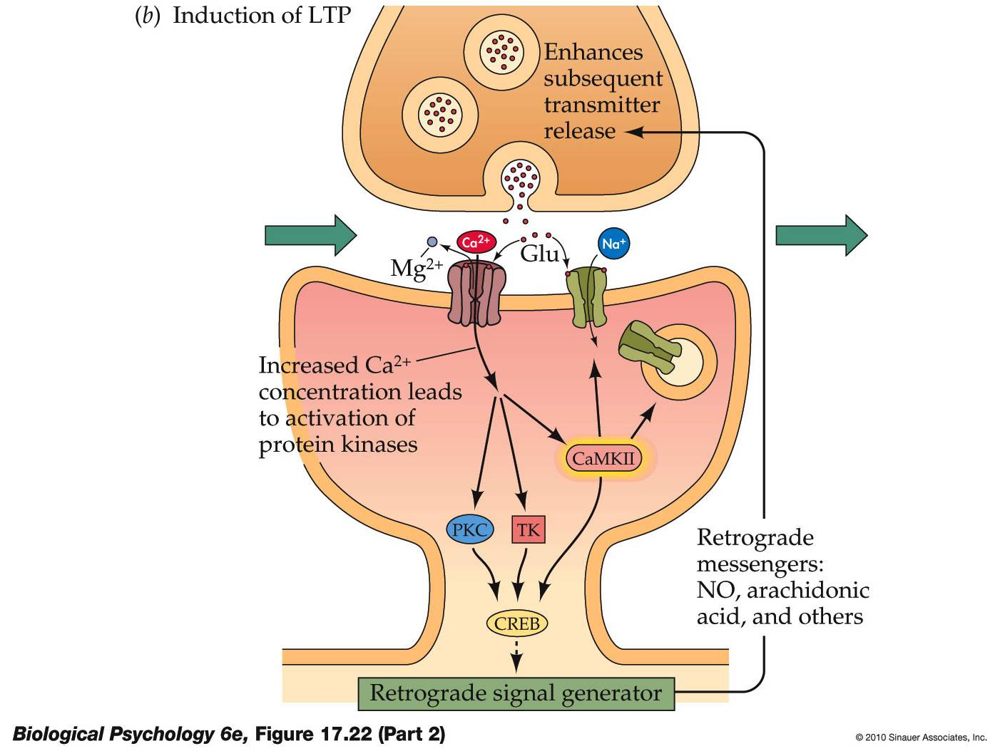 (b) Induction of LTP
Enhances
subsequent
transmitter
release
Ca²⁺
Na⁺
Glu
Mg²⁺
Increased Ca²⁺
concentration leads
to activation of
protein kinases
CaMKII
PKC
TK
Retrograde
messengers:
NO, arachidonic
acid, and others
CREB
Retrograde signal generator
Biological Psychology 6e, Figure 17.22 (Part 2)
© 2010 Sinauer Associates, Inc.